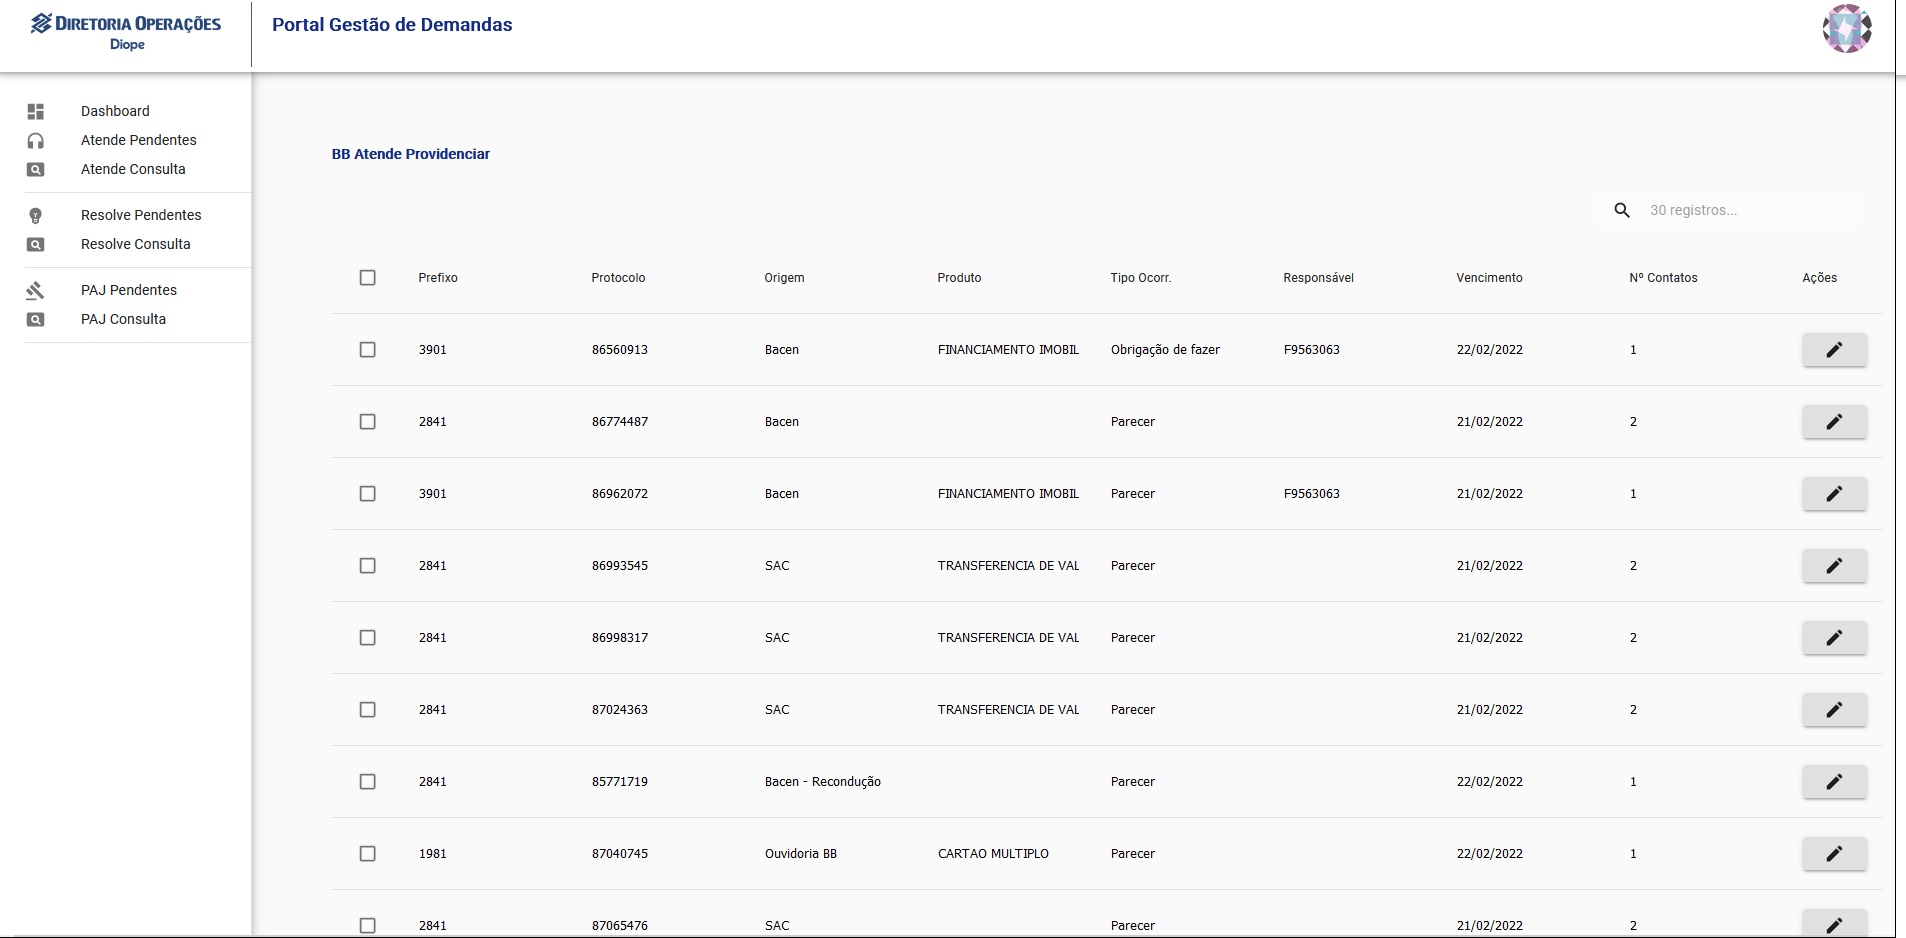 DIRETORIA OPERAÇÕES
Diope
Portal Gestão de Demandas
Dashboard
Atende Pendentes
Atende Consulta
Resolve Pendentes
Resolve Consulta
PAJ Pendentes
PAJ Consulta
BB Atende Providenciar
30 registros...
Prefixo Protocolo Origem Produto Tipo Ocorr. Responsável Vencimento Nº Contatos Ações
3901 86560913 Bacen FINANCIAMENTO IMOBIL Obrigação de fazer F9563063 22/02/2022 1
2841 86774487 Bacen Parecer 21/02/2022 2
3901 86962072 Bacen FINANCIAMENTO IMOBIL Parecer F9563063 21/02/2022 1
2841 86993545 SAC TRANSFERENCIA DE VAL Parecer 21/02/2022 2
2841 86998317 SAC TRANSFERENCIA DE VAL Parecer 21/02/2022 2
2841 87024363 SAC TRANSFERENCIA DE VAL Parecer 21/02/2022 2
2841 85771719 Bacen - Recondução Parecer 22/02/2022 1
1981 87040745 Ouvidoria BB CARTAO MULTIPLO Parecer 22/02/2022 1
2841 87065476 SAC Parecer 21/02/2022 2